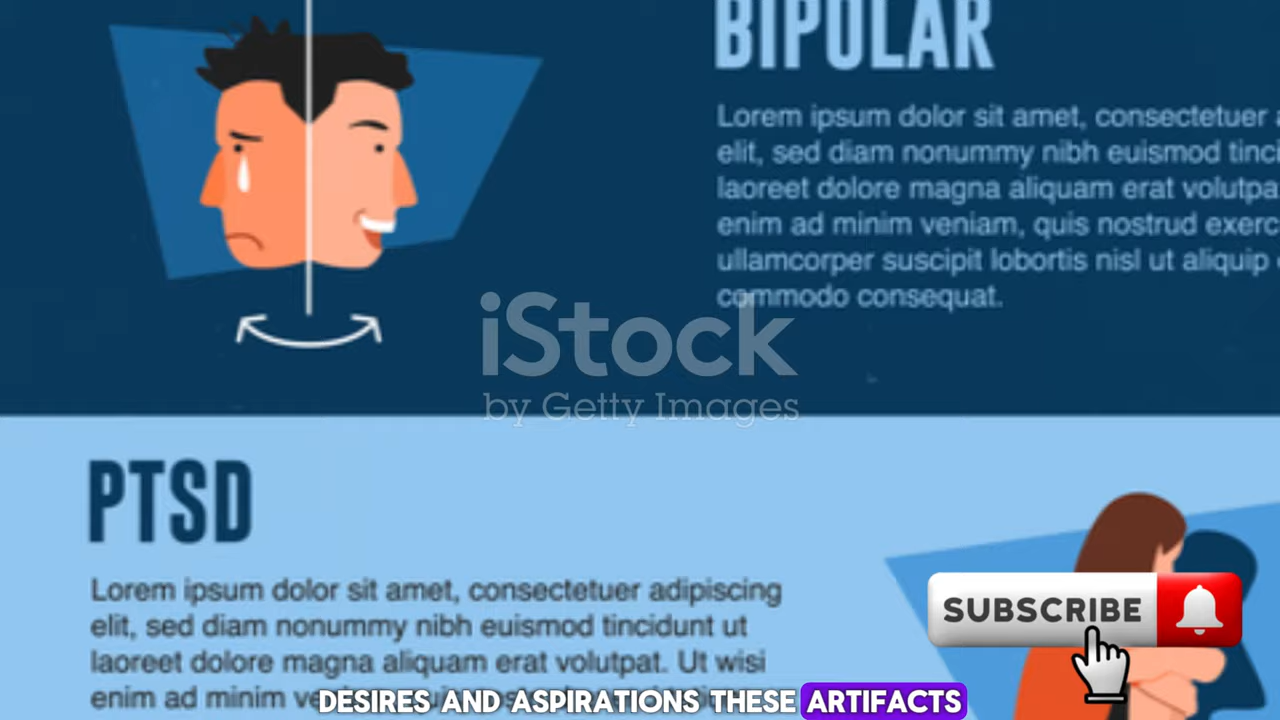 BIPOLAR
Lorem ipsum dolor sit amet, consectetuer
elit, sed diam nonummy nibh euismod tinci
laoreet dolore magna aliquam erat volutpa
enim ad minim veniam, quis nostrud exerc
ullamcorper suscipit lobortis nisl ut aliquip
commodo consequat.
iStock
by Getty Images
PTSD
Lorem ipsum dolor sit amet, consectetuer adipiscing
elit, sed diam nonummy nibh euismod tincidunt ut
laoreet dolore magna aliquam erat volutpat. Ut wisi
enim ad minim
SUBSCRIBE
DESIRES AND ASPIRATIONS THESE ARTIFACTS